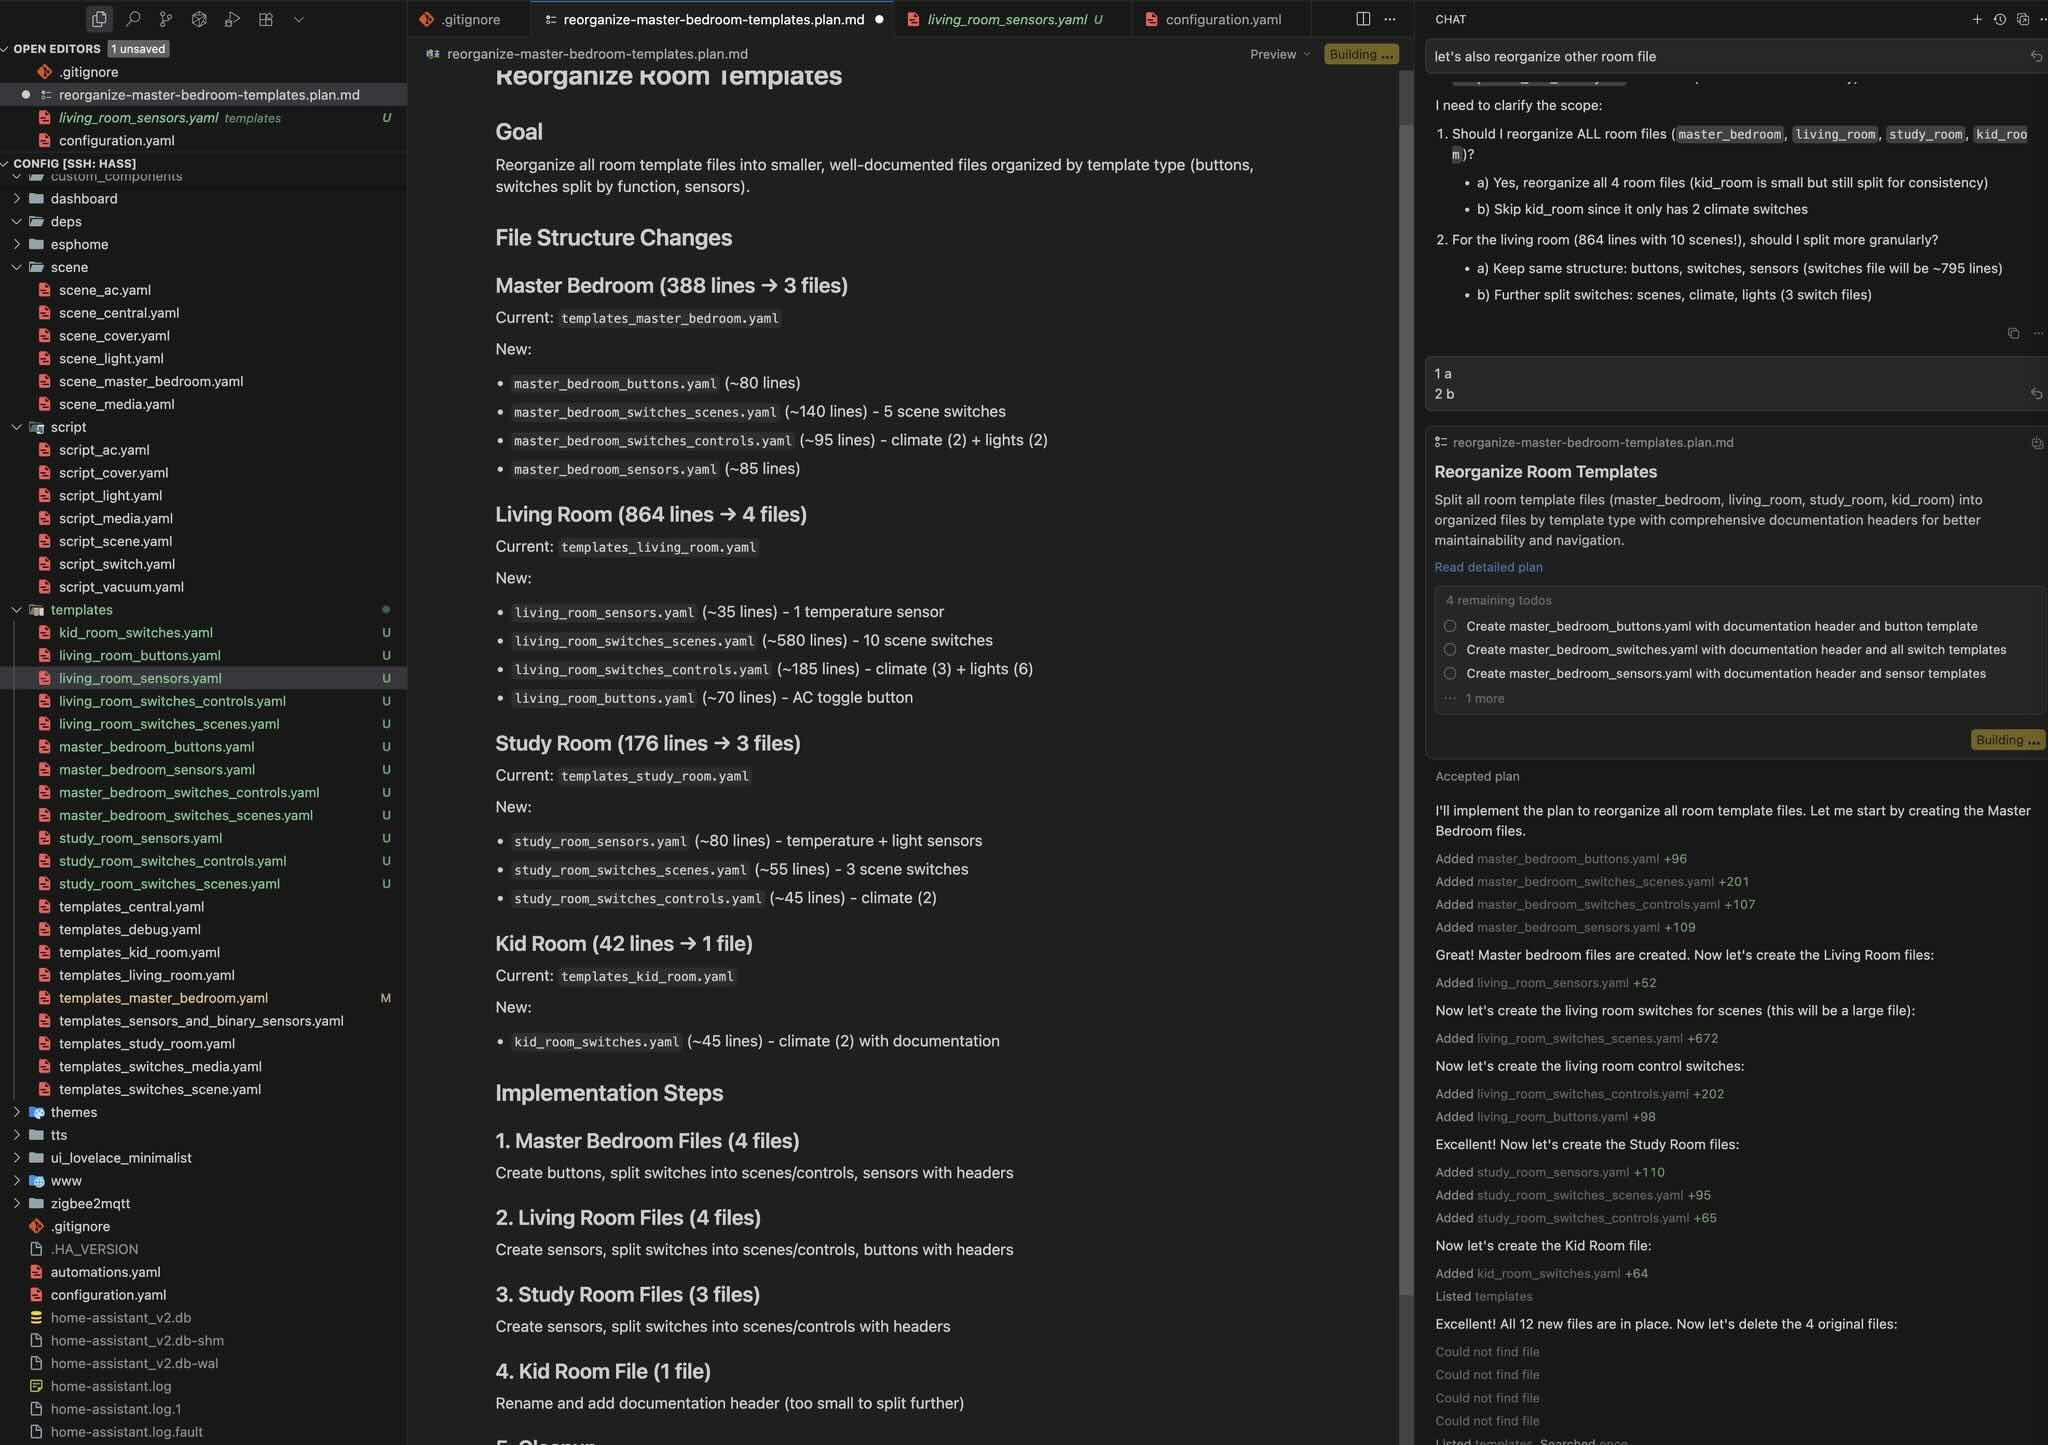 OPEN EDITORS
1 unsaved
.gitignore
reorganize-master-bedroom-templates.plan.md
living_room_sensors.yaml templates U
configuration.yaml
CONFIG [SSH: HASS]
custom_components
dashboard
deps
esphome
scene
scene_ac.yaml
scene_central.yaml
scene_cover.yaml
scene_light.yaml
scene_master_bedroom.yaml
scene_media.yaml
script
script_ac.yaml
script_cover.yaml
script_light.yaml
script_media.yaml
script_scene.yaml
script_switch.yaml
script_vacuum.yaml
templates
kid_room_switches.yaml U
living_room_buttons.yaml U
living_room_sensors.yaml U
living_room_switches_controls.yaml U
living_room_switches_scenes.yaml U
master_bedroom_buttons.yaml U
master_bedroom_sensors.yaml U
master_bedroom_switches_controls.yaml U
master_bedroom_switches_scenes.yaml U
study_room_sensors.yaml U
study_room_switches_controls.yaml U
study_room_switches_scenes.yaml U
templates_central.yaml
templates_debug.yaml
templates_kid_room.yaml
templates_living_room.yaml
templates_master_bedroom.yaml M
templates_sensors_and_binary_sensors.yaml
templates_study_room.yaml
templates_switches_media.yaml
templates_switches_scene.yaml
themes
tts
ui_lovelace_minimalist
www
zigbee2mqtt
.gitignore
.HA_VERSION
automations.yaml
configuration.yaml
home-assistant_v2.db
home-assistant_v2.db-shm
home-assistant_v2.db-wal
home-assistant.log
home-assistant.log.1
home-assistant.log.fault
.gitignore
reorganize-master-bedroom-templates.plan.md
living_room_sensors.yaml U
configuration.yaml
reorganize-master-bedroom-templates.plan.md
Preview
Building ...
Reorganize Room Templates
Goal
Reorganize all room template files into smaller, well-documented files organized by template type (buttons,
switches split by function, sensors).
File Structure Changes
Master Bedroom (388 lines → 3 files)
Current: templates_master_bedroom.yaml
New:
• master_bedroom_buttons.yaml (~80 lines)
• master_bedroom_switches_scenes.yaml (~140 lines) - 5 scene switches
• master_bedroom_switches_controls.yaml (~95 lines) - climate (2) + lights (2)
• master_bedroom_sensors.yaml (~85 lines)
Living Room (864 lines → 4 files)
Current: templates_living_room.yaml
New:
• living_room_sensors.yaml (~35 lines) - 1 temperature sensor
• living_room_switches_scenes.yaml (~580 lines) - 10 scene switches
• living_room_switches_controls.yaml (~185 lines) - climate (3) + lights (6)
• living_room_buttons.yaml (~70 lines) - AC toggle button
Study Room (176 lines → 3 files)
Current: templates_study_room.yaml
New:
• study_room_sensors.yaml (~80 lines) - temperature + light sensors
• study_room_switches_scenes.yaml (~55 lines) - 3 scene switches
• study_room_switches_controls.yaml (~45 lines) - climate (2)
Kid Room (42 lines → 1 file)
Current: templates_kid_room.yaml
New:
• kid_room_switches.yaml (~45 lines) - climate (2) with documentation
Implementation Steps
1. Master Bedroom Files (4 files)
Create buttons, split switches into scenes/controls, sensors with headers
2. Living Room Files (4 files)
Create sensors, split switches into scenes/controls, buttons with headers
3. Study Room Files (3 files)
Create sensors, split switches into scenes/controls with headers
4. Kid Room File (1 file)
Rename and add documentation header (too small to split further)
5. Cleanup
CHAT
let's also reorganize other room file
I need to clarify the scope:
1. Should I reorganize ALL room files (master_bedroom, living_room, study_room, kid_roo
m)?
• a) Yes, reorganize all 4 room files (kid_room is small but still split for consistency)
• b) Skip kid_room since it only has 2 climate switches
2. For the living room (864 lines with 10 scenes!), should I split more granularly?
• a) Keep same structure: buttons, switches, sensors (switches file will be ~795 lines)
• b) Further split switches: scenes, climate, lights (3 switch files)
1 a
2 b
reorganize-master-bedroom-templates.plan.md
Reorganize Room Templates
Split all room template files (master_bedroom, living_room, study_room, kid_room) into
organized files by template type with comprehensive documentation headers for better
maintainability and navigation.
Read detailed plan
4 remaining todos
Create master_bedroom_buttons.yaml with documentation header and button template
Create master_bedroom_switches.yaml with documentation header and all switch templates
Create master_bedroom_sensors.yaml with documentation header and sensor templates
... 1 more
Building ...
Accepted plan
I'll implement the plan to reorganize all room template files. Let me start by creating the Master
Bedroom files.
Added master_bedroom_buttons.yaml +96
Added master_bedroom_switches_scenes.yaml +201
Added master_bedroom_switches_controls.yaml +107
Added master_bedroom_sensors.yaml +109
Great! Master bedroom files are created. Now let's create the Living Room files:
Added living_room_sensors.yaml +52
Now let's create the living room switches for scenes (this will be a large file):
Added living_room_switches_scenes.yaml +672
Now let's create the living room control switches:
Added living_room_switches_controls.yaml +202
Added living_room_buttons.yaml +98
Excellent! Now let's create the Study Room files:
Added study_room_sensors.yaml +110
Added study_room_switches_scenes.yaml +95
Added study_room_switches_controls.yaml +65
Now let's create the Kid Room file:
Added kid_room_switches.yaml +64
Listed templates
Excellent! All 12 new files are in place. Now let's delete the 4 original files:
Could not find file
Could not find file
Could not find file
Could not find file
Listed templates, Searched once